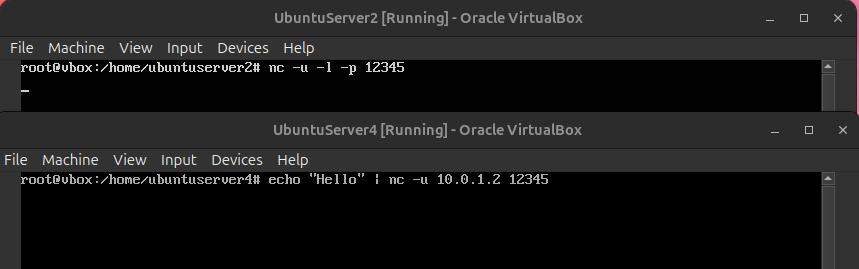 UbuntuServer2 [Running] - Oracle VirtualBox
File Machine View Input Devices Help
root@vbox:/home/ubuntuserver2# nc -u -l -p 12345
UbuntuServer4 [Running] - Oracle VirtualBox
File Machine View Input Devices Help
root@vbox:/home/ubuntuserver4# echo "Hello" | nc -u 10.0.1.2 12345